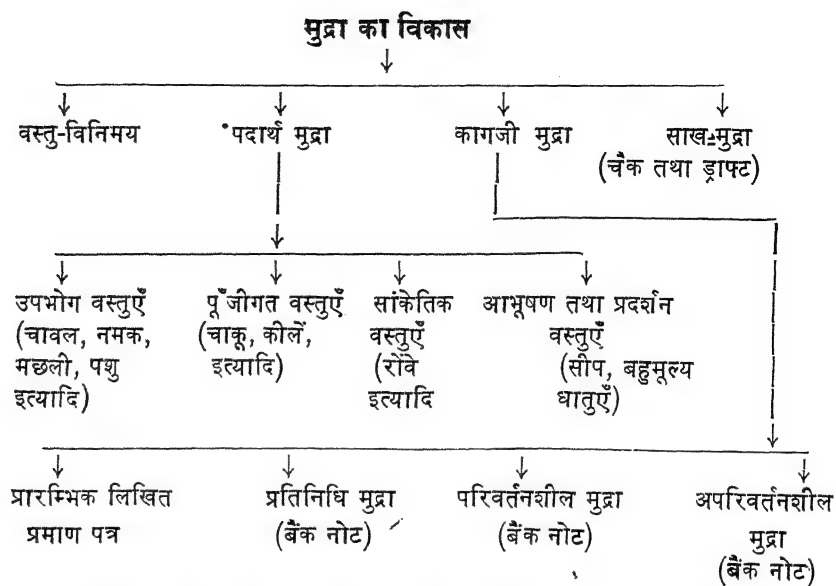 मुद्रा का विकास
वस्तु-विनिमय
पदार्थ मुद्रा
कागजी मुद्रा
साख-मुद्रा
(चैक तथा ड्राफ्ट)
उपभोग वस्तुएँ
(चावल, नमक,
मछली, पशु
इत्यादि)
पूँजीगत वस्तुएँ
(चाकू, कीलें,
इत्यादि)
सांकेतिक
वस्तुएँ
(रोंवे
इत्यादि
आभूषण तथा प्रदर्शन
वस्तुएँ
(सीप, बहुमूल्य
धातुएँ)
प्रारम्भिक लिखित
प्रमाण पत्र
प्रतिनिधि मुद्रा
(बैंक नोट)
परिवर्तनशील मुद्रा
(बैंक नोट)
अपरिवर्तनशील
मुद्रा
(बैंक नोट)